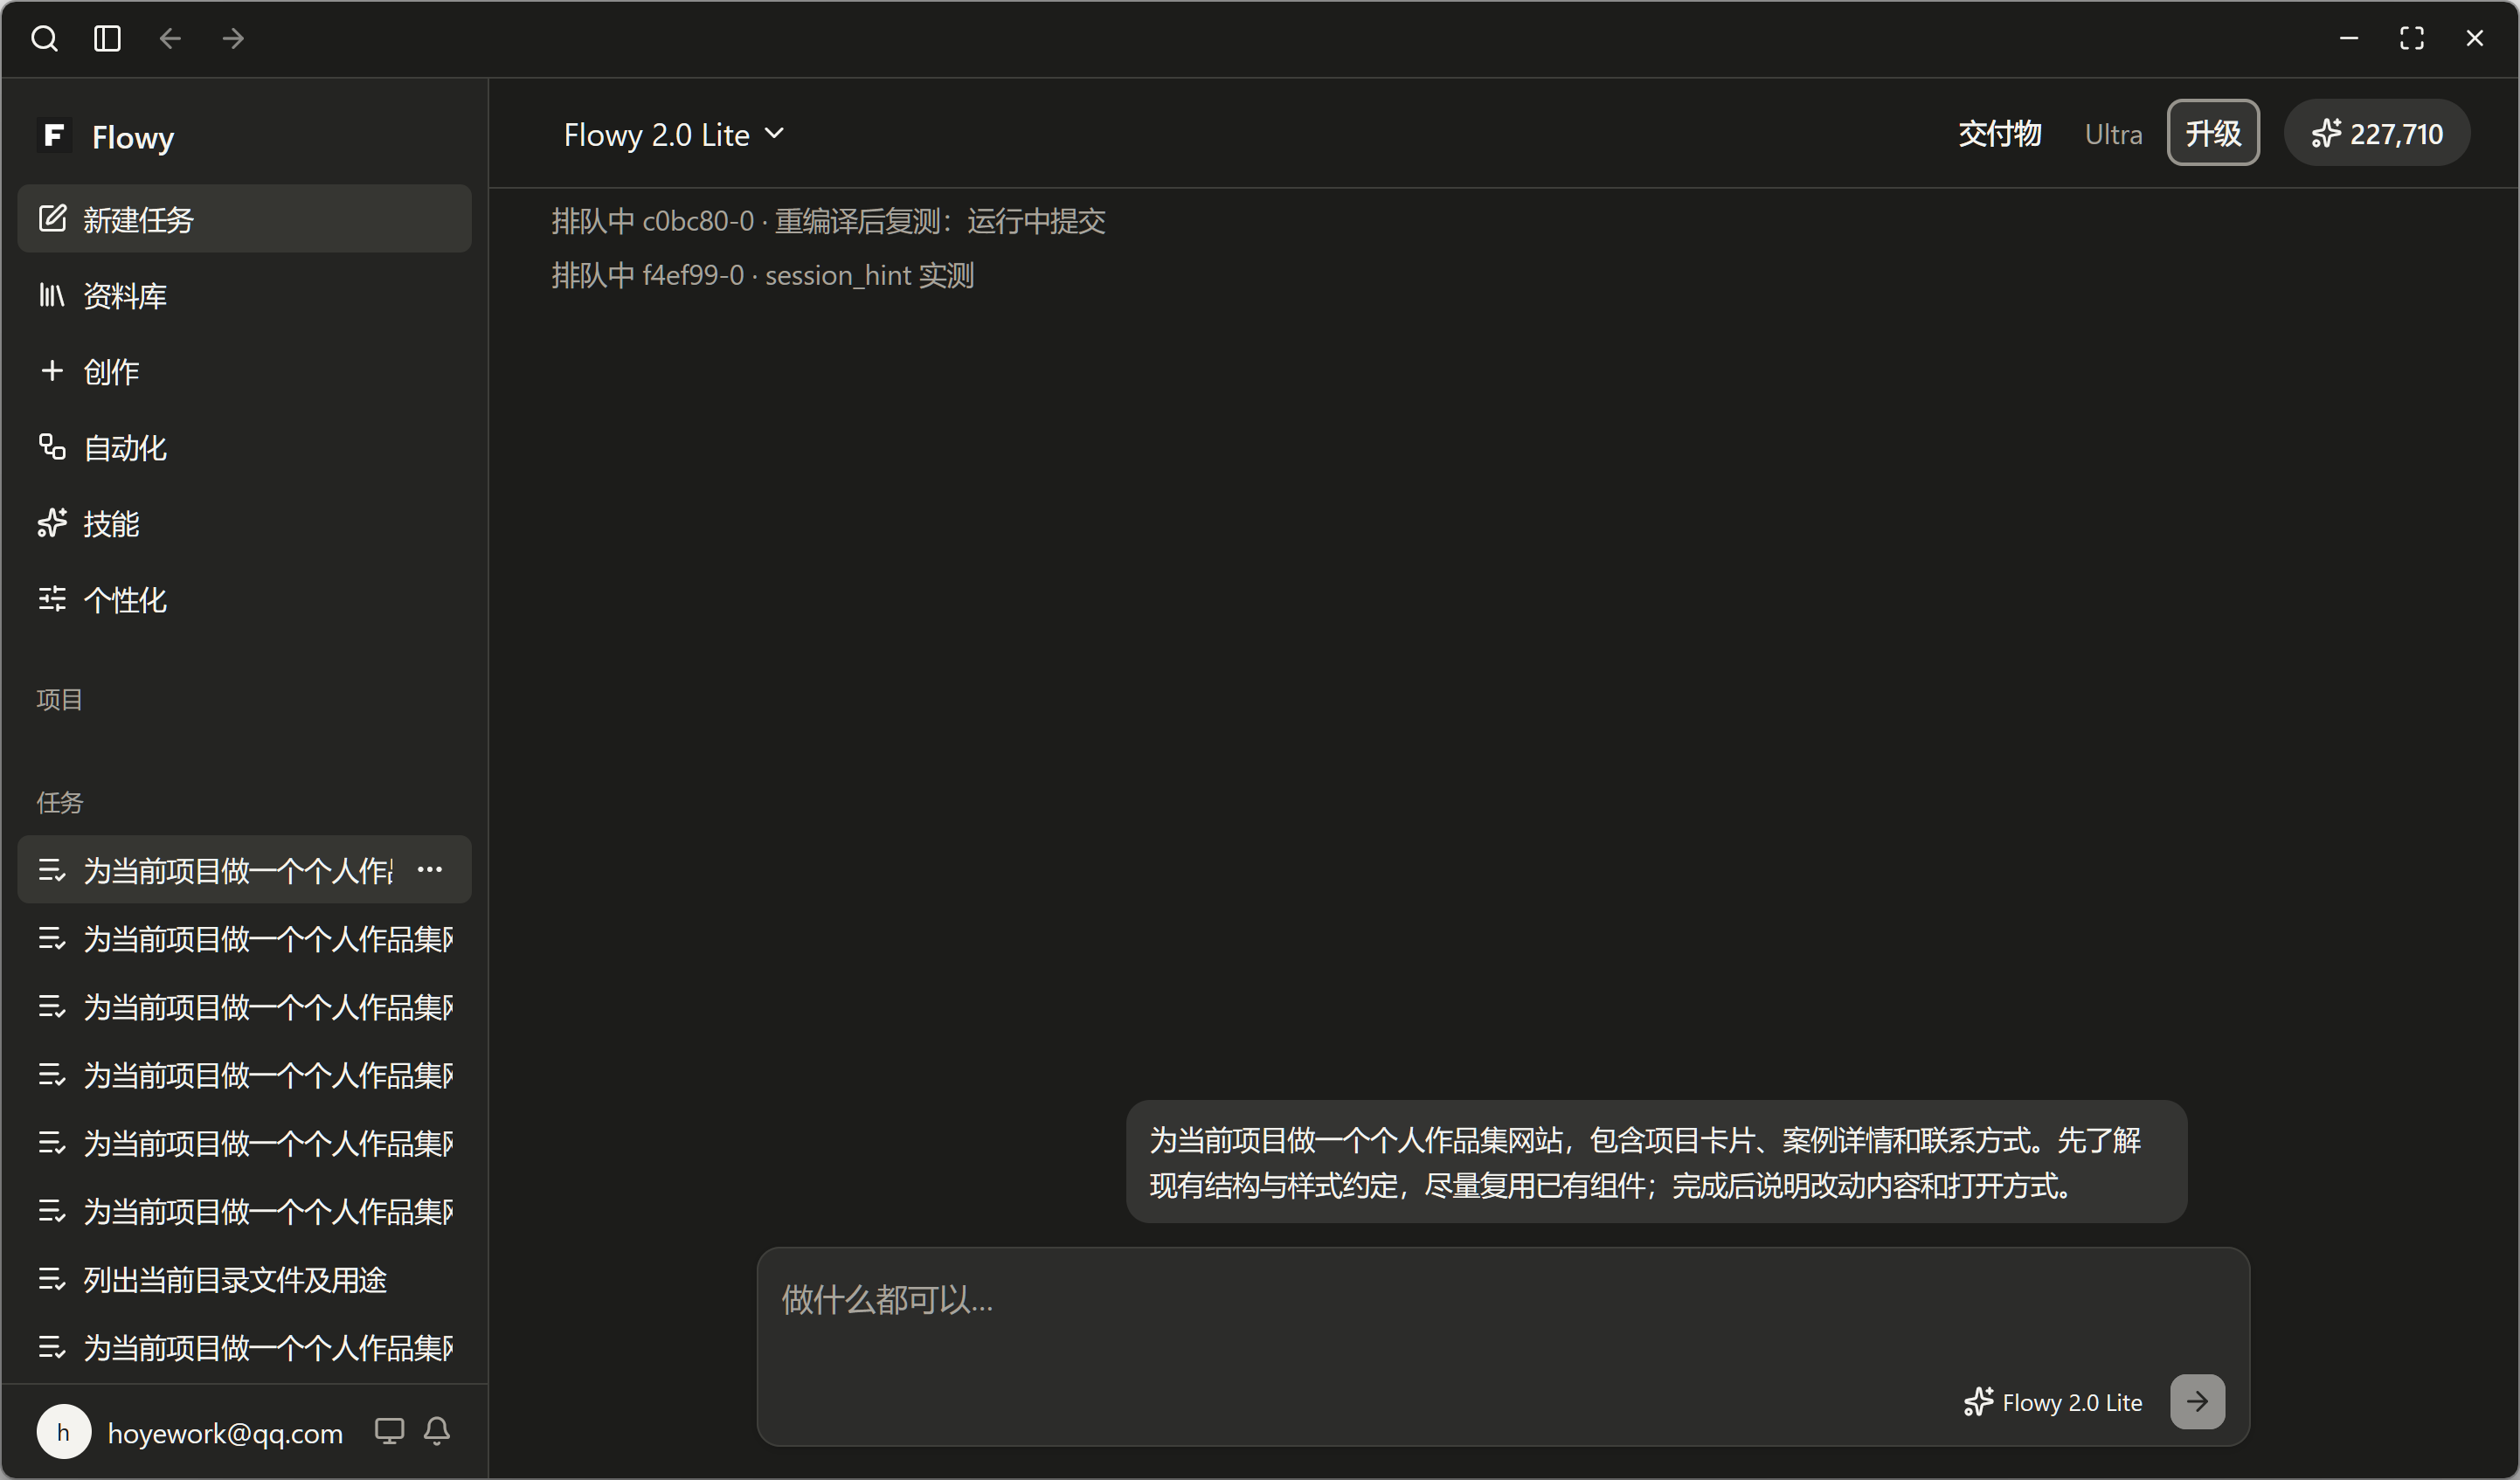 Flowy
新建任务
资料库
创作
自动化
技能
个性化
项目
任务
为当前项目做一个个人作
为当前项目做一个个人作品集
为当前项目做一个个人作品集
为当前项目做一个个人作品集
为当前项目做一个个人作品集
为当前项目做一个个人作品集
列出当前目录文件及用途
为当前项目做一个个人作品集
h hoyework@qq.com
Flowy 2.0 Lite
交付物 Ultra 升级 227,710
排队中 c0bc80-0 · 重编译后复测：运行中提交
排队中 f4ef99-0 · session_hint 实测
为当前项目做一个个人作品集网站，包含项目卡片、案例详情和联系方式。先了解
现有结构与样式约定，尽量复用已有组件；完成后说明改动内容和打开方式。
做什么都可以...
Flowy 2.0 Lite